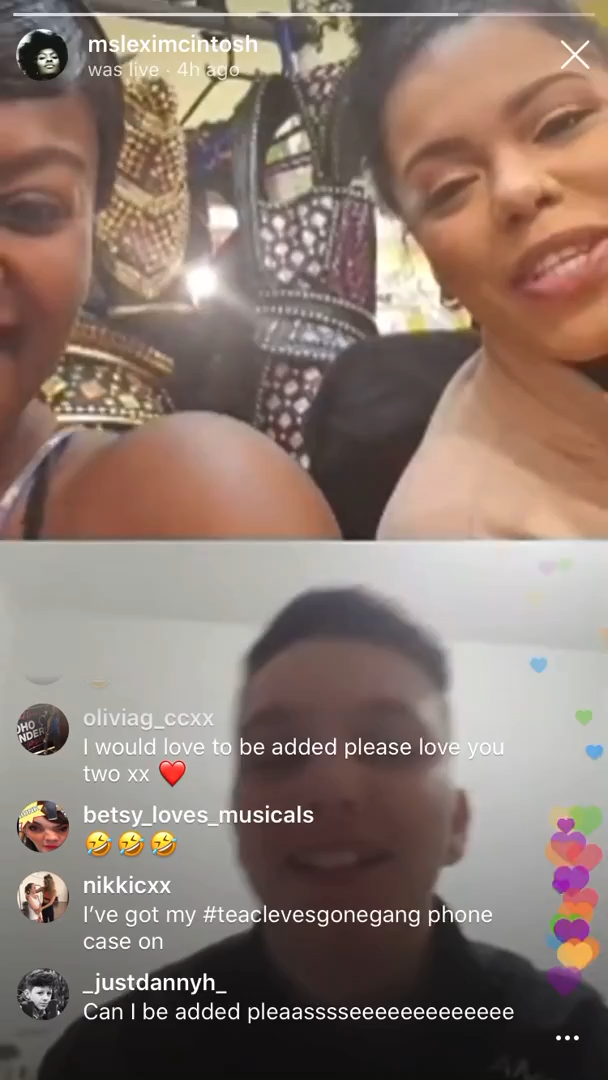 msleximcintosh
was live · 4h ago
oliviag_ccxx
I would love to be added please love you
two xx ❤️
betsy_loves_musicals
🤣🤣🤣
nikkicxx
I've got my #teaclevesgonegang phone
case on
_justdannyh_
Can I be added pleaasssseeeeeeeeeeeee